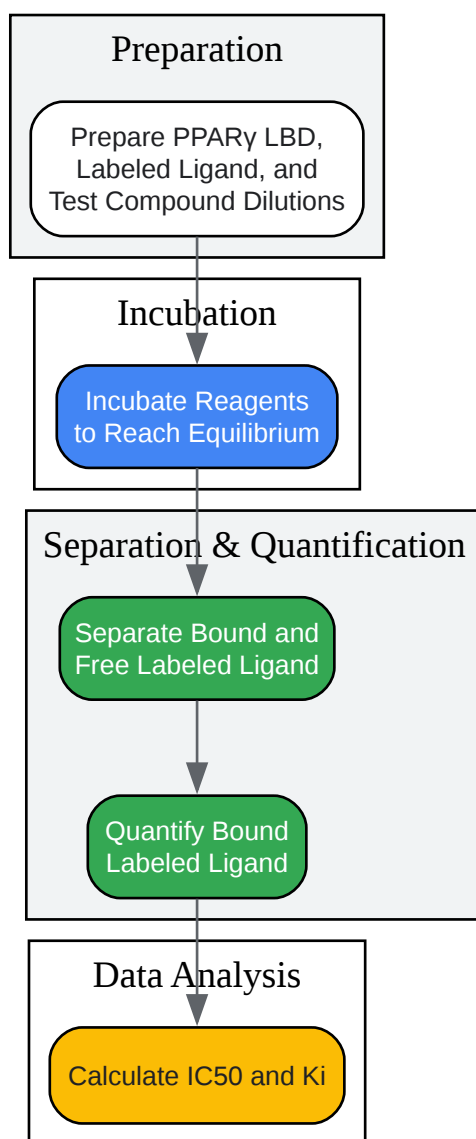 Preparation
Prepare PPARγ LBD,
Labeled Ligand, and
Test Compound Dilutions
Incubation
Incubate Reagents
to Reach Equilibrium
Separation & Quantification
Separate Bound and
Free Labeled Ligand
Quantify Bound
Labeled Ligand
Data Analysis
Calculate IC50 and Ki